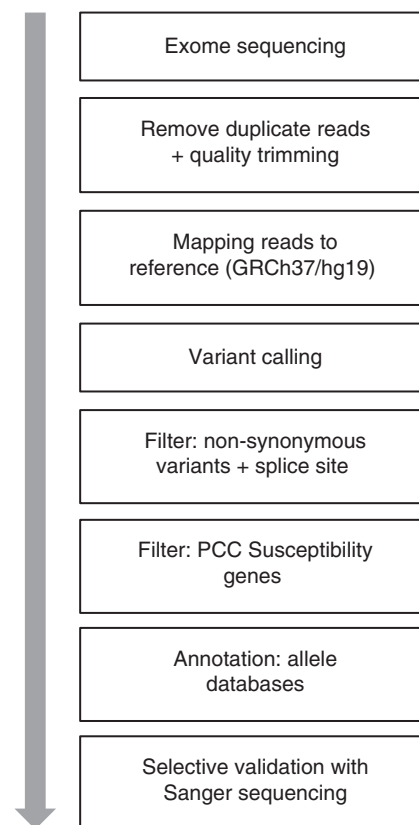 Exome sequencing
Remove duplicate reads
+ quality trimming
Mapping reads to
reference (GRCh37/hg19)
Variant calling
Filter: non-synonymous
variants + splice site
Filter: PCC Susceptibility
genes
Annotation: allele
databases
Selective validation with
Sanger sequencing